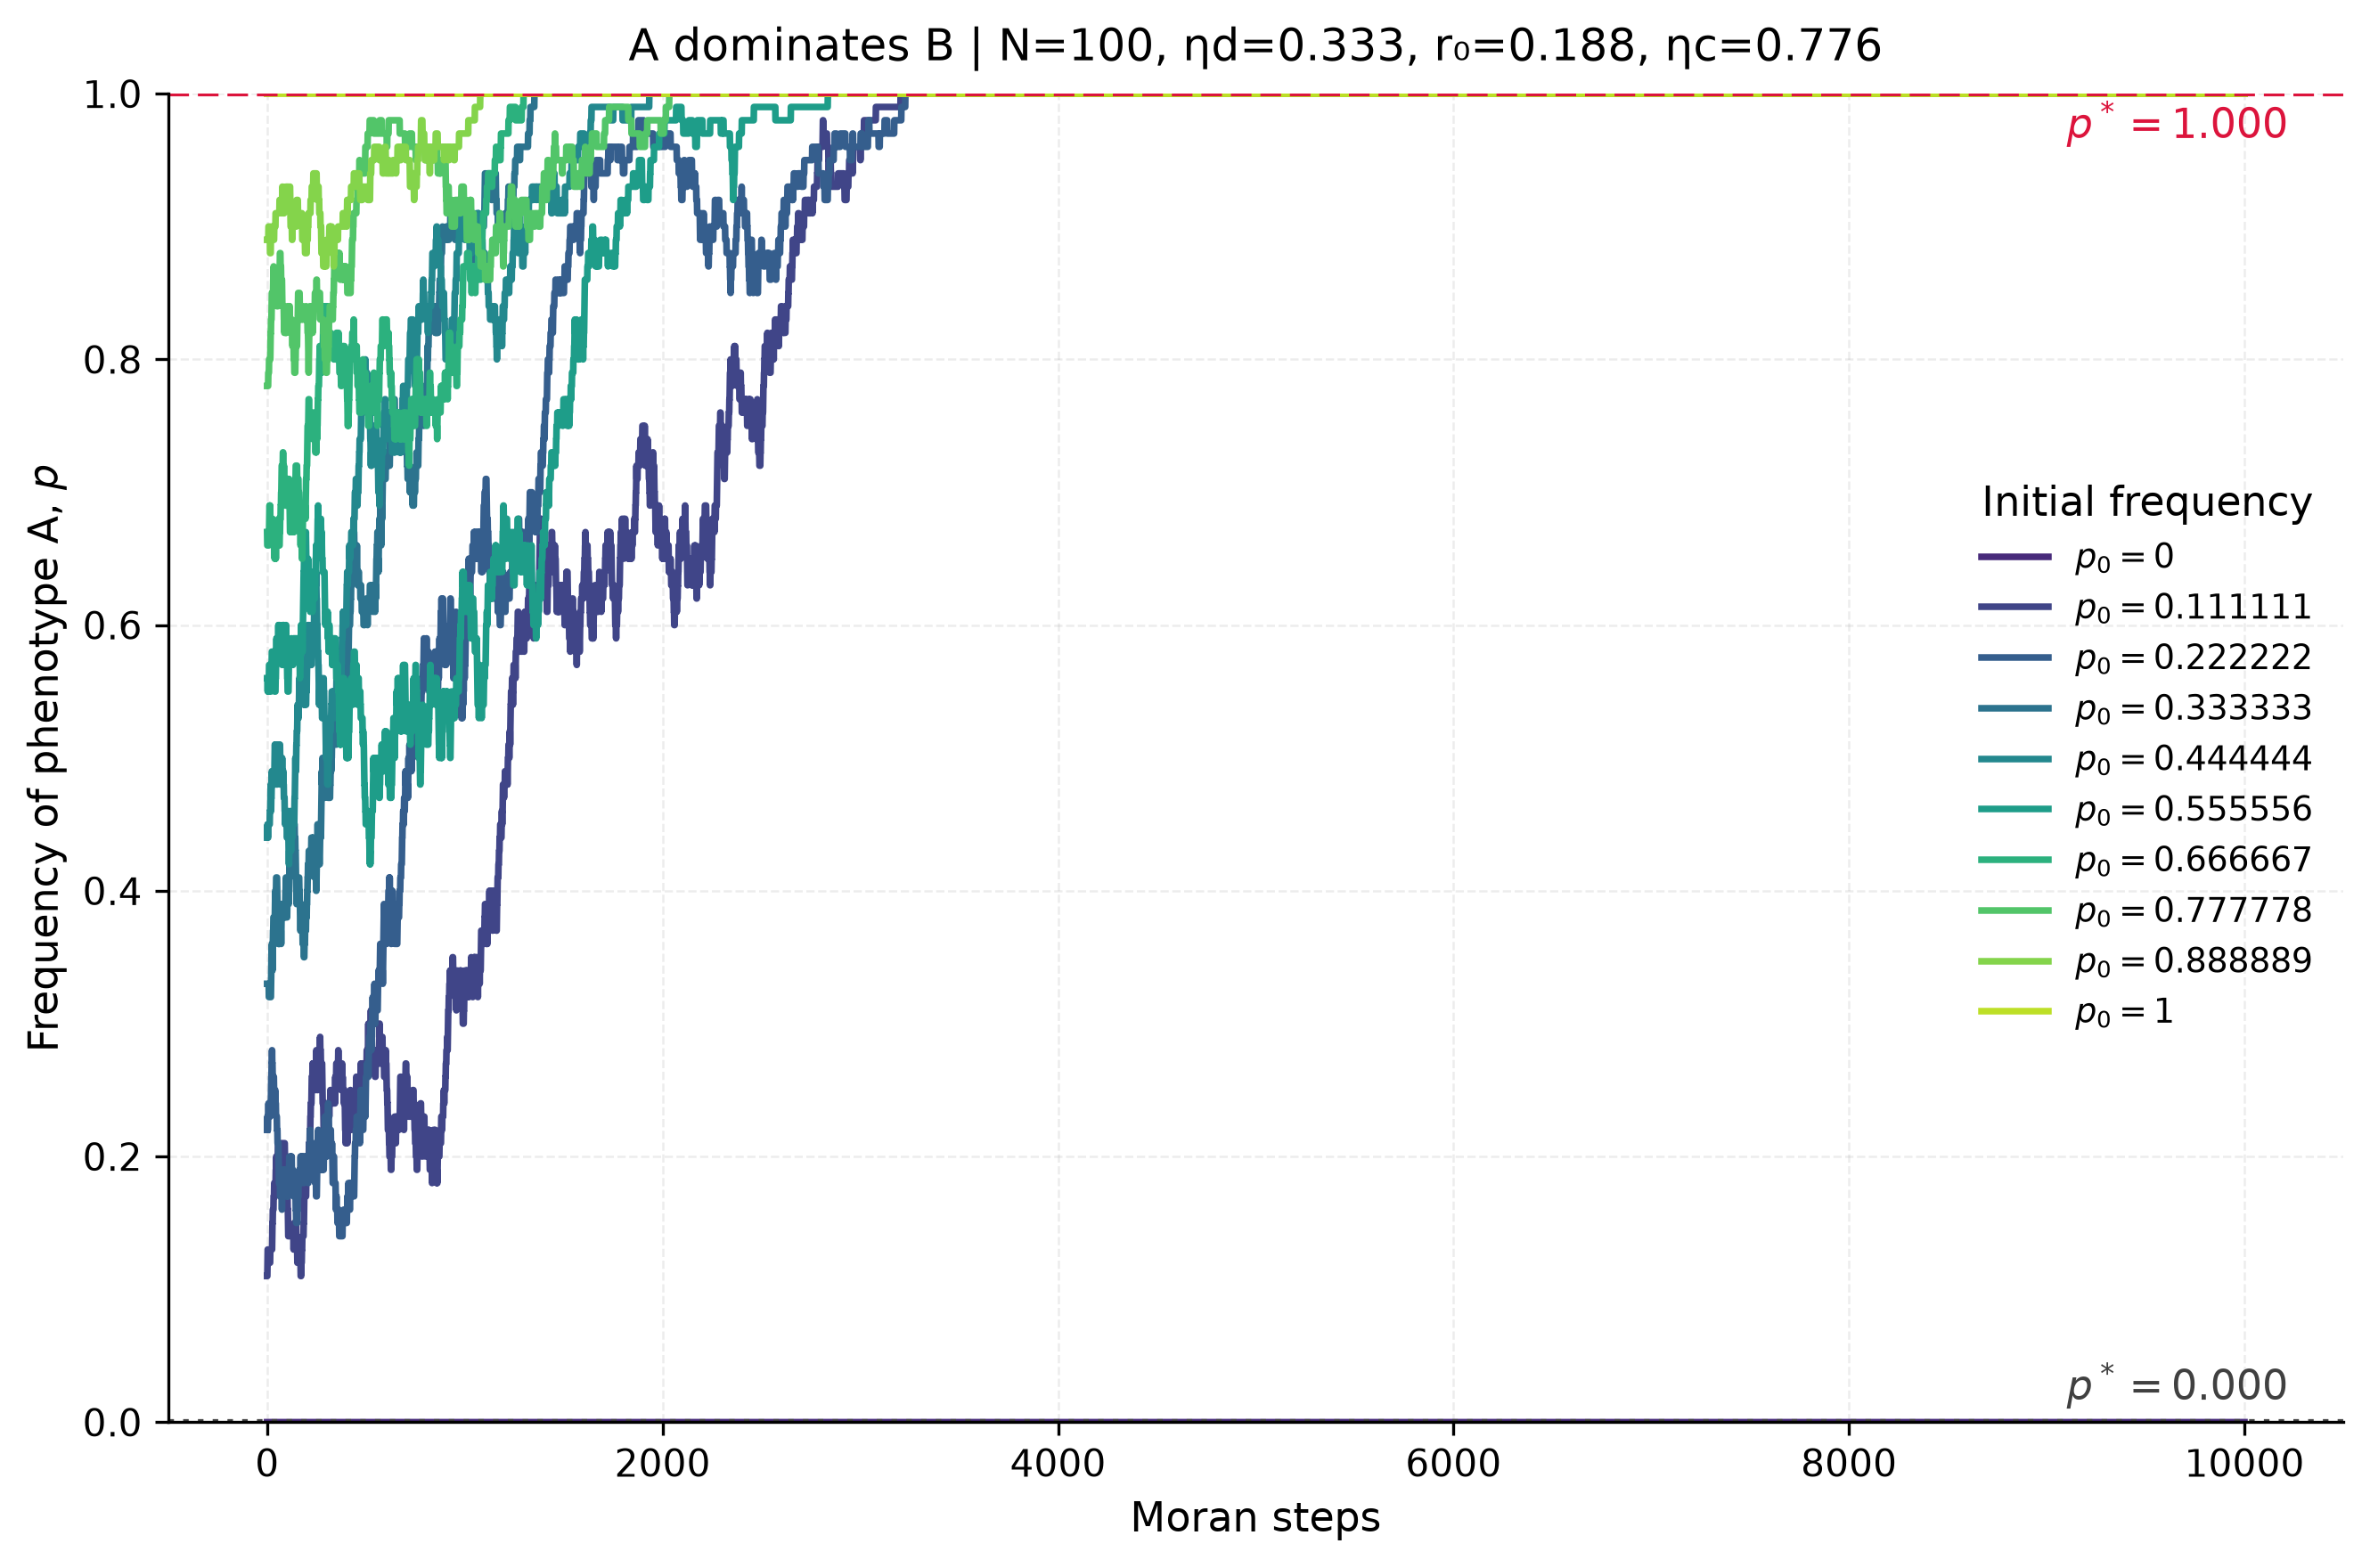 A dominates B | N=100, ηd=0.333, r₀=0.188, ηc=0.776
1.0
0.8
0.6
0.4
0.2
0.0
Frequency of phenotype A, p
p* = 1.000
Initial frequency
p₀ = 0
p₀ = 0.111111
p₀ = 0.222222
p₀ = 0.333333
p₀ = 0.444444
p₀ = 0.555556
p₀ = 0.666667
p₀ = 0.777778
p₀ = 0.888889
p₀ = 1
p* = 0.000
0 2000 4000 6000 8000 10000
Moran steps